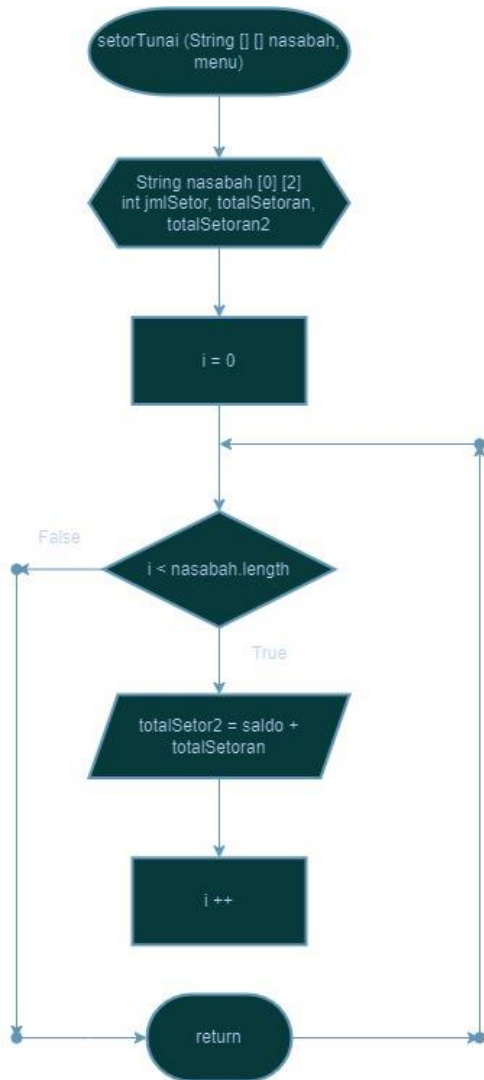 setorTunai (String [] [] nasabah,
menu)
String nasabah [0] [2]
int jmlSetor, totalSetoran,
totalSetoran2
i = 0
i < nasabah.length
False
True
totalSetor2 = saldo +
totalSetoran
i ++
return